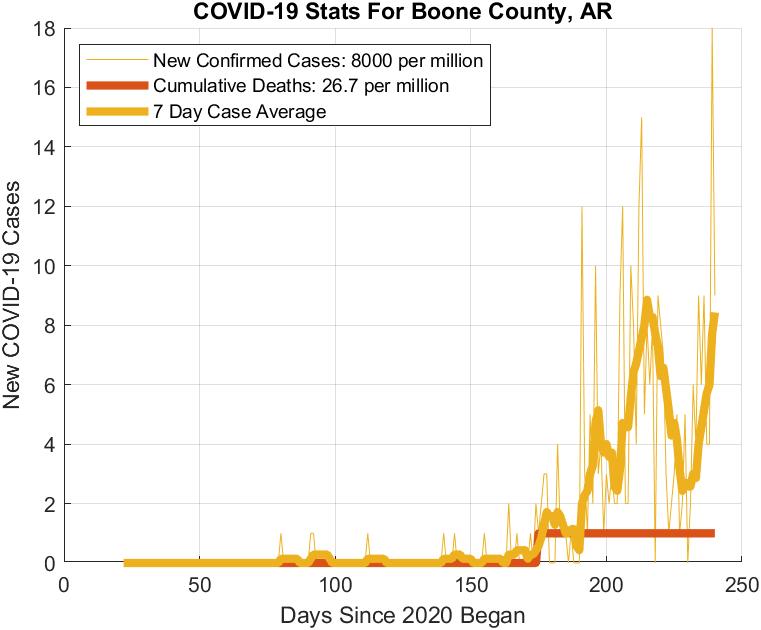 COVID-19 Stats For Boone County, AR
New Confirmed Cases: 8000 per million
Cumulative Deaths: 26.7 per million
7 Day Case Average
18
16
14
12
10
8
6
4
2
0
New COVID-19 Cases
0 50 100 150 200 250
Days Since 2020 Began